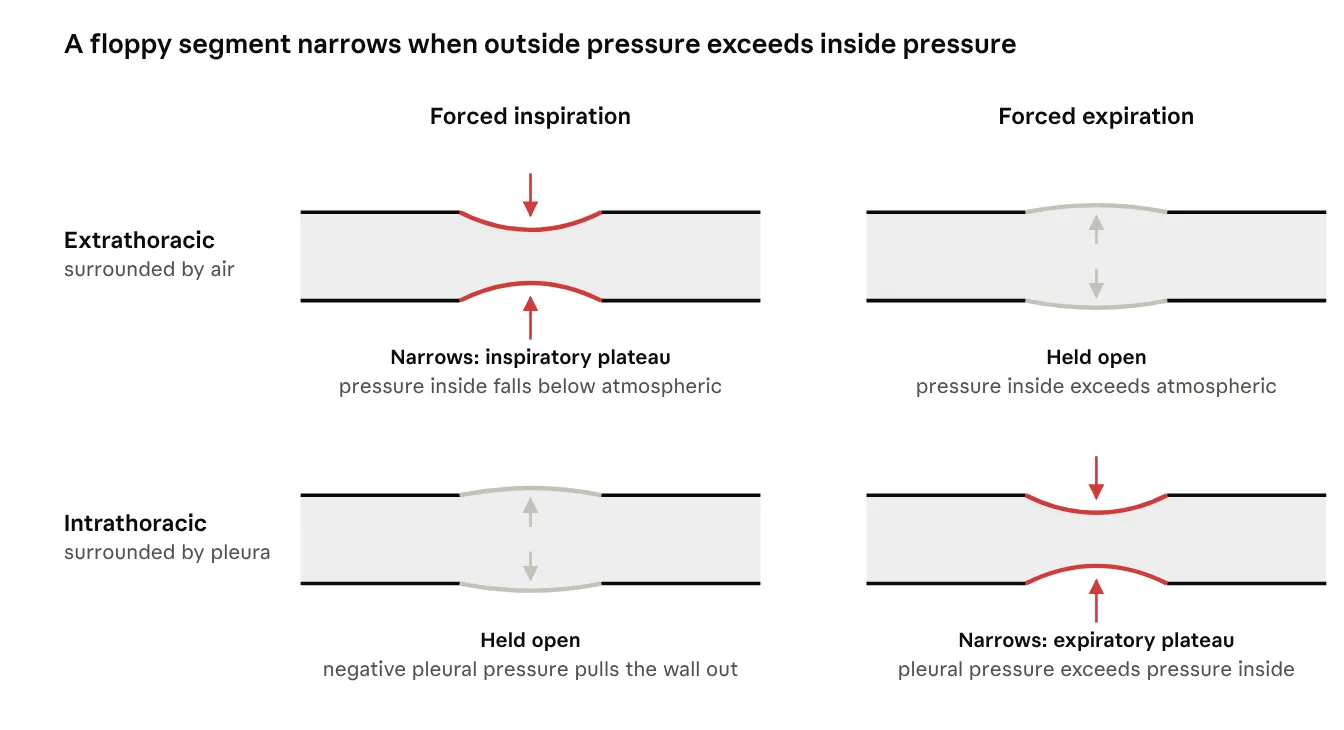 A floppy segment narrows when outside pressure exceeds inside pressure
Forced inspiration
Forced expiration
Extrathoracic
surrounded by air
Narrows: inspiratory plateau
pressure inside falls below atmospheric
Held open
pressure inside exceeds atmospheric
Intrathoracic
surrounded by pleura
Held open
negative pleural pressure pulls the wall out
Narrows: expiratory plateau
pleural pressure exceeds pressure inside